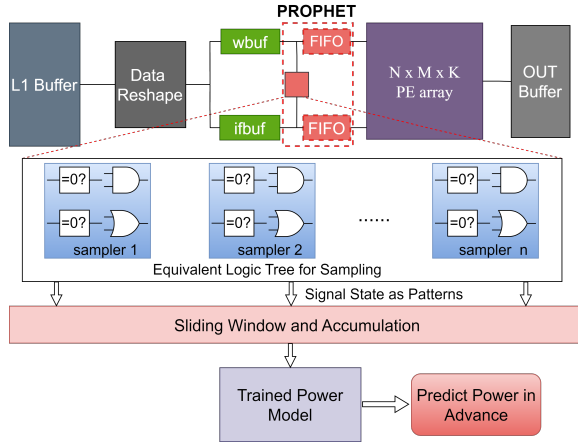 PROPHET
L1 Buffer
Data
Reshape
wbuf
FIFO
ifbuf
FIFO
N x M x K
PE array
OUT
Buffer
=0?
=0?
sampler 1
=0?
=0?
sampler 2
......
=0?
=0?
sampler n
Equivalent Logic Tree for Sampling
Signal State as Patterns
Sliding Window and Accumulation
Trained Power
Model
Predict Power in
Advance